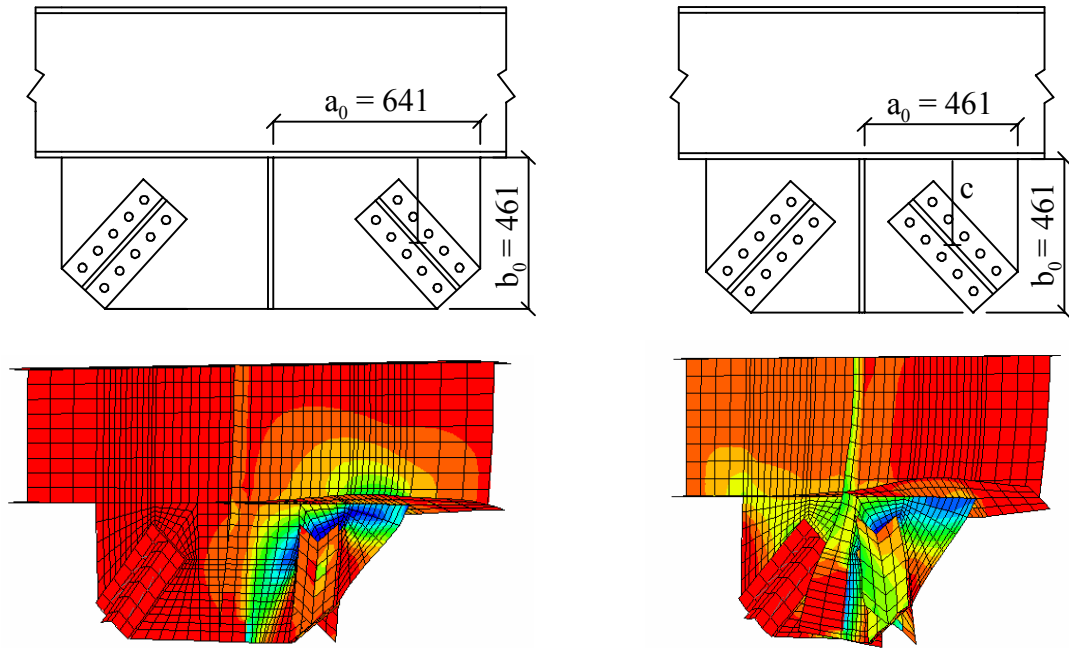 a₀ = 641
b₀ = 461
a₀ = 461
c
b₀ = 461